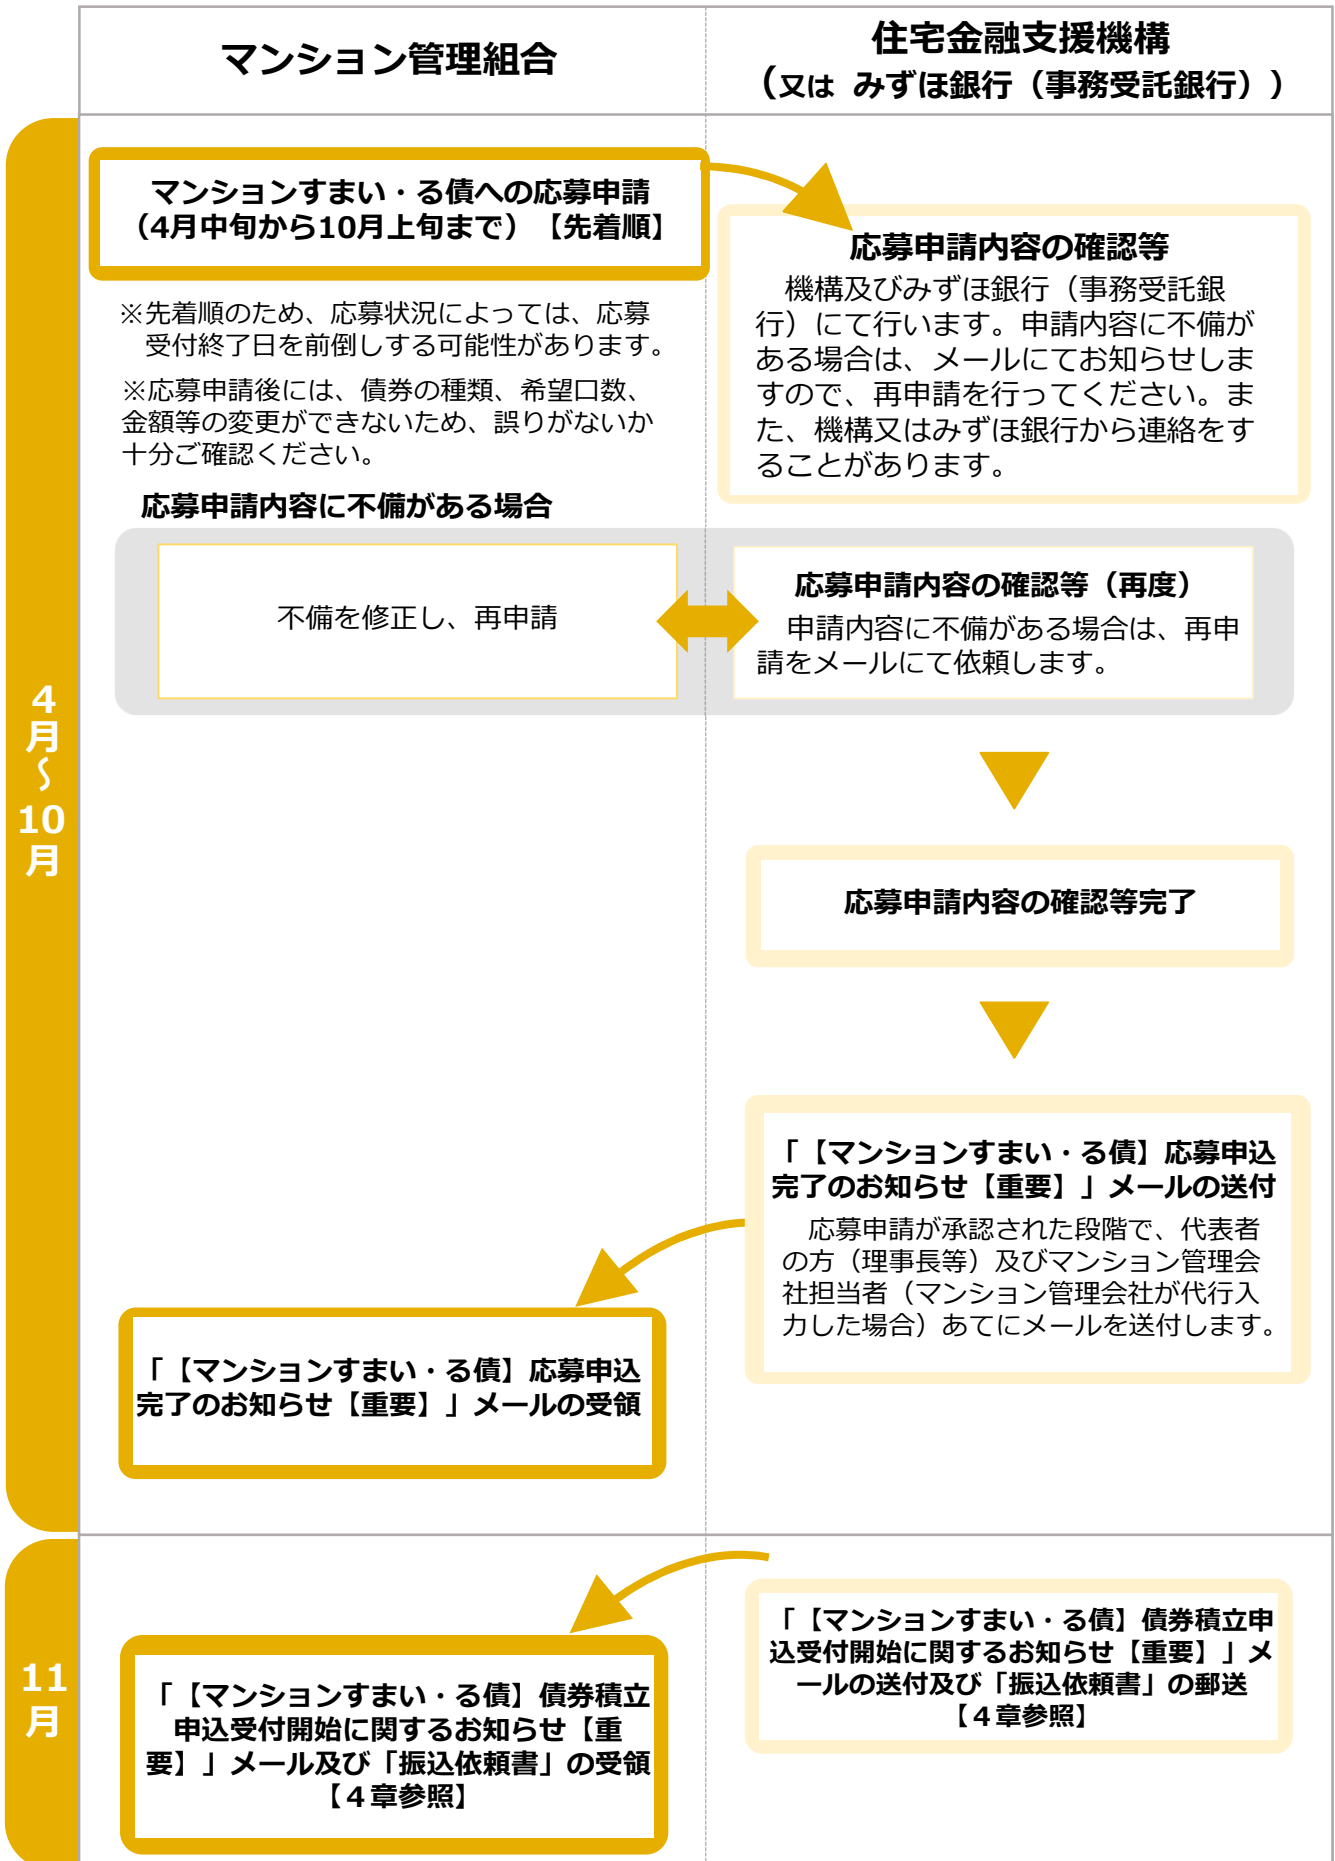 マンション管理組合
住宅金融支援機構
（又は みずほ銀行（事務受託銀行））
4月～10月
マンションすまい・る債への応募申請
（4月中旬から10月上旬まで）【先着順】
※先着順のため、応募状況によっては、応募
受付終了日を前倒しする可能性があります。
※応募申請後には、債券の種類、希望口数、
金額等の変更ができないため、誤りがないか
十分ご確認ください。
応募申請内容の確認等
機構及びみずほ銀行（事務受託銀
行）にて行います。申請内容に不備が
ある場合は、メールにてお知らせしま
すので、再申請を行ってください。ま
た、機構又はみずほ銀行から連絡をす
ることがあります。
応募申請内容に不備がある場合
不備を修正し、再申請
応募申請内容の確認等（再度）
申請内容に不備がある場合は、再申
請をメールにて依頼します。
応募申請内容の確認等完了
「【マンションすまい・る債】応募申込
完了のお知らせ【重要】」メールの送付
応募申請が承認された段階で、代表者
の方（理事長等）及びマンション管理会
社担当者（マンション管理会社が代行入
力した場合）あてにメールを送付します。
「【マンションすまい・る債】応募申込
完了のお知らせ【重要】」メールの受領
11月
「【マンションすまい・る債】債券積立申
込受付開始に関するお知らせ【重要】」メ
ールの送付及び「振込依頼書」の郵送
【４章参照】
「【マンションすまい・る債】債券積立
申込受付開始に関するお知らせ【重
要】」メール及び「振込依頼書」の受領
【４章参照】